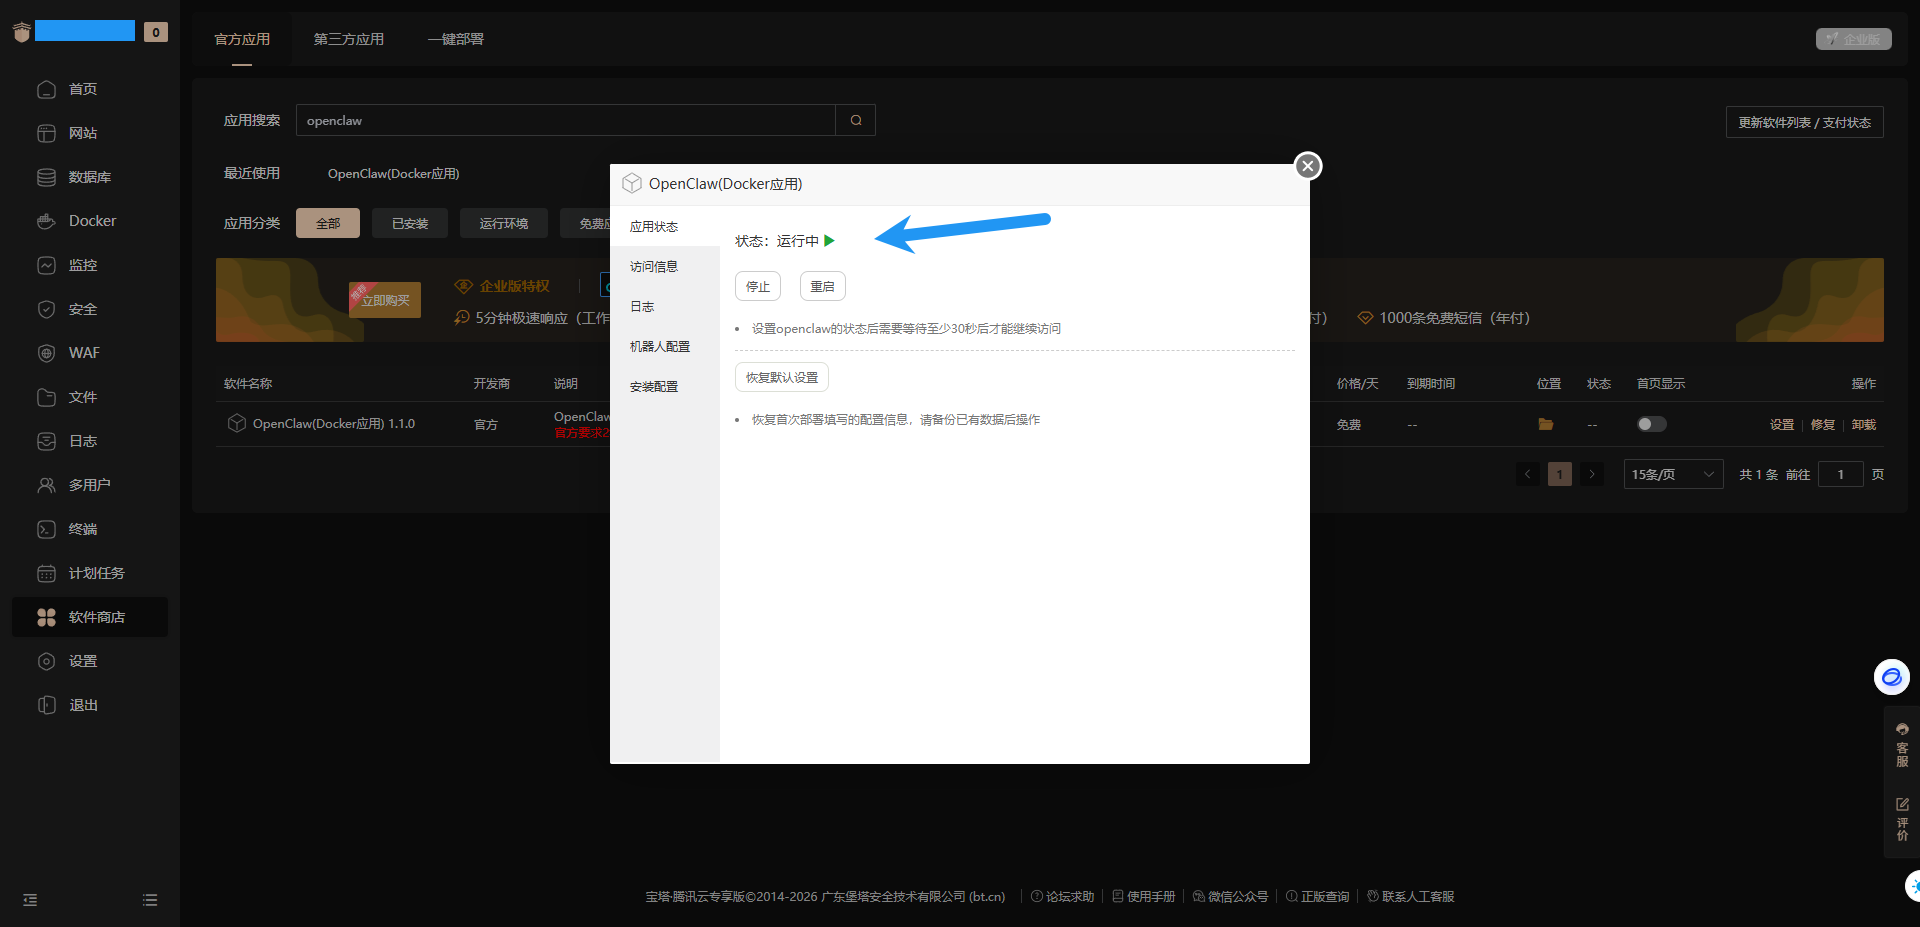 0
首页
网站
数据库
Docker
监控
安全
WAF
文件
日志
多用户
终端
计划任务
软件商店
设置
退出
官方应用
第三方应用
一键部署
企业版
应用搜索
openclaw
更新软件列表 / 支付状态
最近使用
OpenClaw(Docker应用)
应用分类
全部
已安装
运行环境
免费应
推荐
立即购买
企业版特权
5分钟极速响应（工作
付）
1000条免费短信（年付）
软件名称
开发商
说明
价格/天
到期时间
位置
状态
首页显示
操作
OpenClaw(Docker应用) 1.1.0
官方
OpenClaw
官方要求2
免费
--
--
设置
修复
卸载
1
15条/页
共 1 条
前往
1
页
OpenClaw(Docker应用)
应用状态
访问信息
日志
机器人配置
安装配置
状态：运行中
停止
重启
设置openclaw的状态后需要等待至少30秒后才能继续访问
恢复默认设置
恢复首次部署填写的配置信息，请备份已有数据后操作
客服
评价
宝塔·腾讯云专享版©2014-2026 广东堡塔安全技术有限公司 (bt.cn)
论坛求助
使用手册
微信公众号
正版查询
联系人工客服